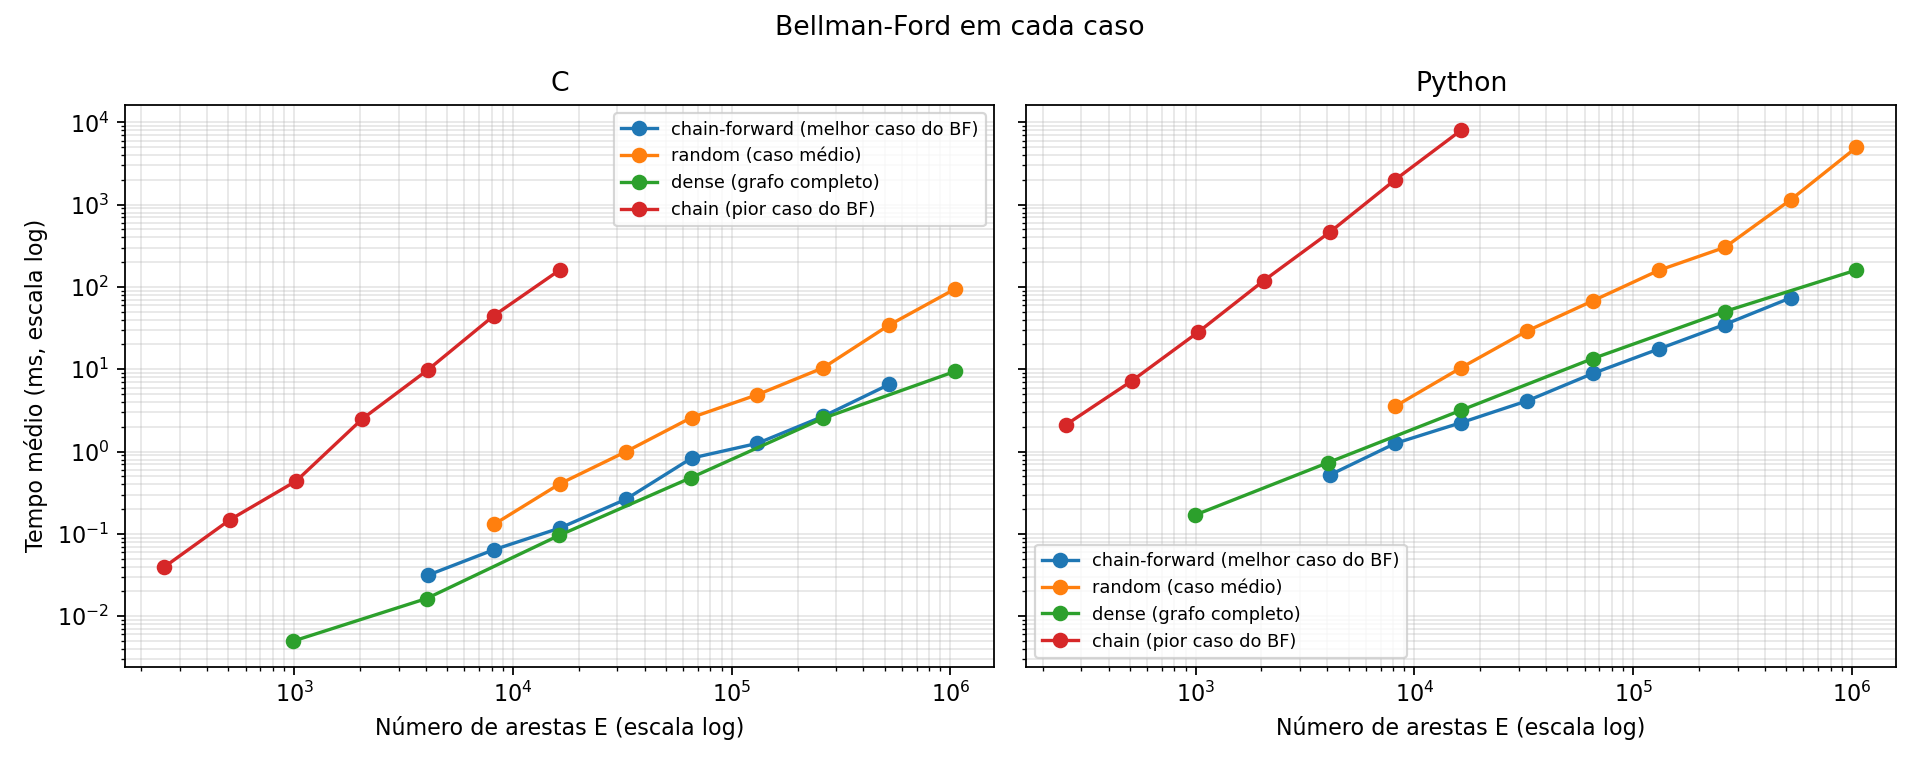 Bellman-Ford em cada caso
C
Tempo médio (ms, escala log)
10⁴
10³
10²
10¹
10⁰
10⁻¹
10⁻²
chain-forward (melhor caso do BF)
random (caso médio)
dense (grafo completo)
chain (pior caso do BF)
10³ 10⁴ 10⁵ 10⁶
Número de arestas E (escala log)
Python
chain-forward (melhor caso do BF)
random (caso médio)
dense (grafo completo)
chain (pior caso do BF)
10³ 10⁴ 10⁵ 10⁶
Número de arestas E (escala log)